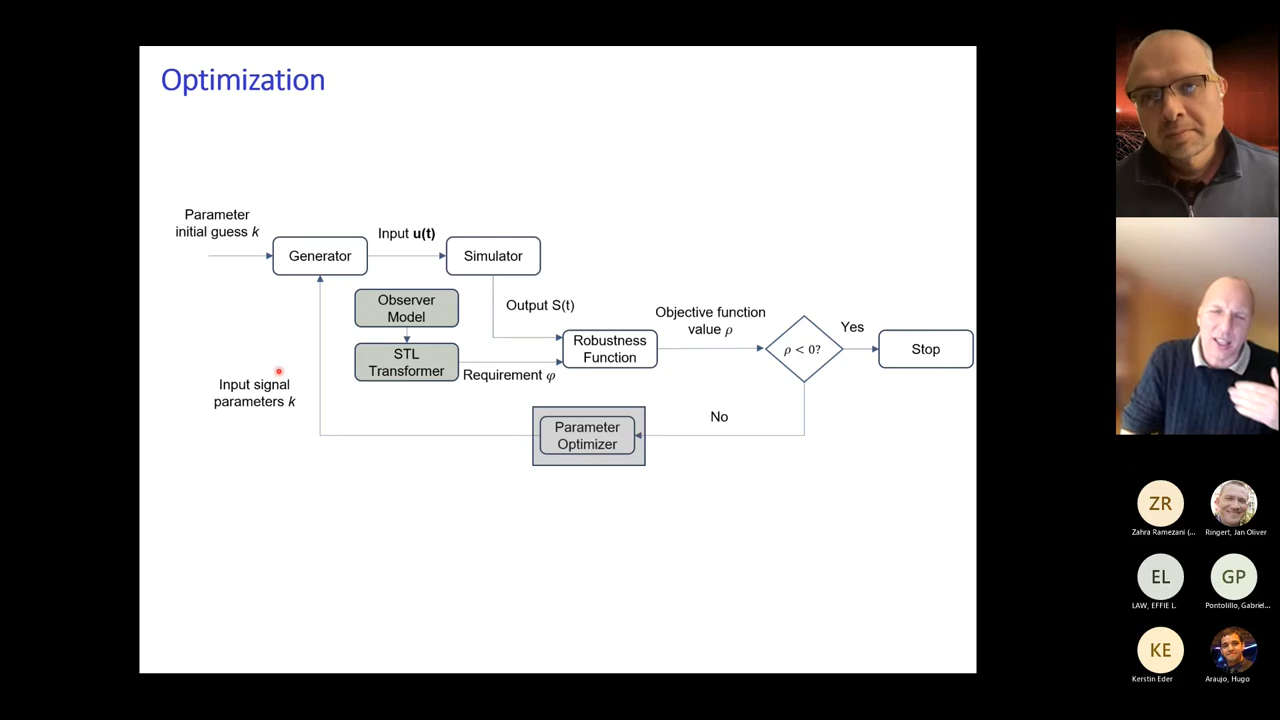 Optimization
Parameter
initial guess k
Generator
Input u(t)
Simulator
Observer
Model
Output S(t)
STL
Transformer
Requirement φ
Robustness
Function
Objective function
value ρ
ρ < 0?
Yes
Stop
No
Parameter
Optimizer
Input signal
parameters k
ZR
Zahra Ramezani (...
Ringert, Jan Oliver
EL
LAW, EFFIE L.
GP
Pontolillo, Gabriel...
KE
Kerstin Eder
Araujo, Hugo